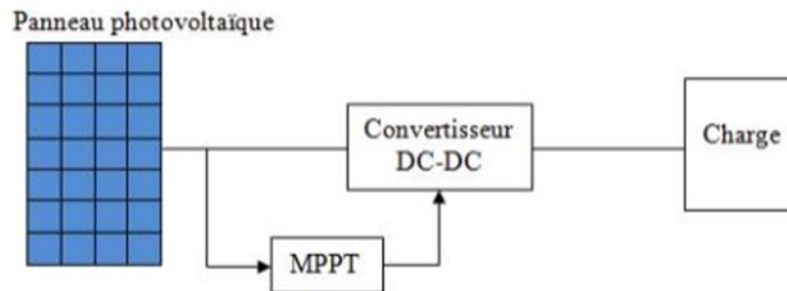 Panneau photovoltaïque
Convertisseur
DC-DC
Charge
MPPT